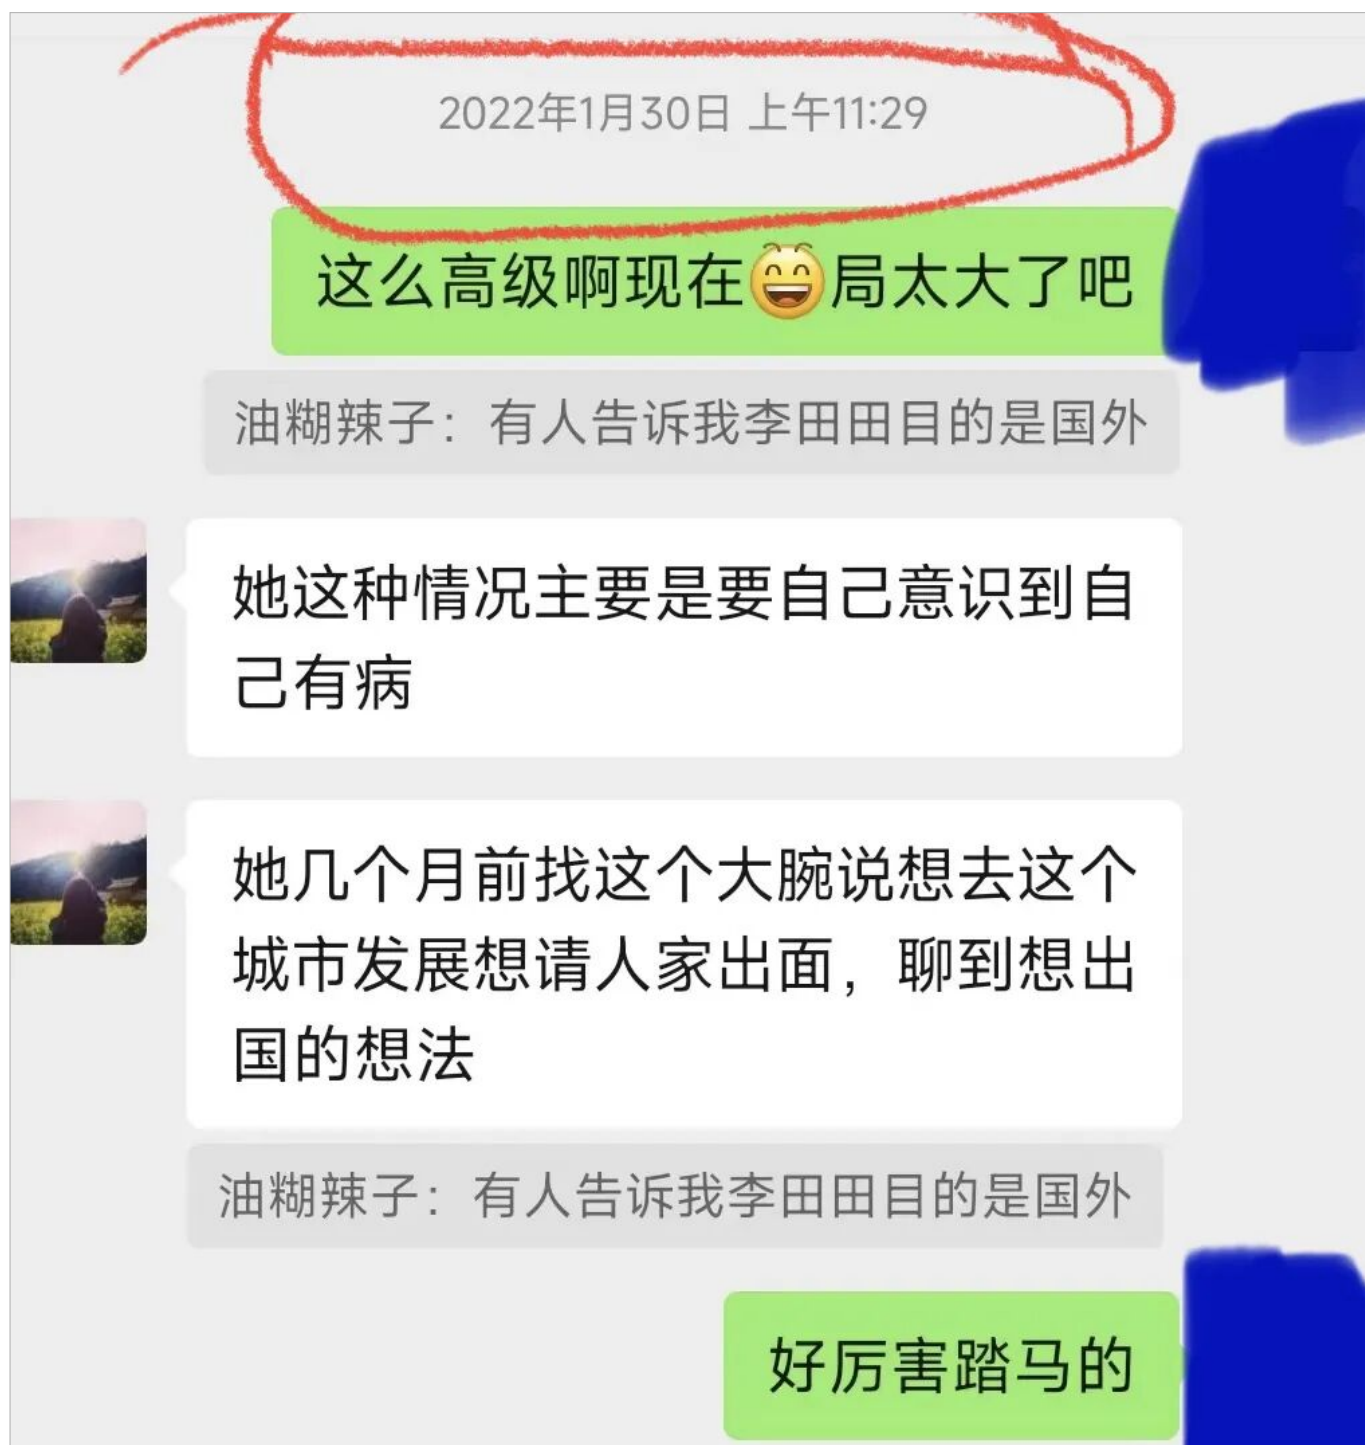 2022年1月30日 上午11:29
这么高级啊现在😄局太大了吧
油糊辣子：有人告诉我李田田目的是国外
她这种情况主要是要自己意识到自
己有病
她几个月前找这个大腕说想去这个
城市发展想请人家出面，聊到想出
国的想法
油糊辣子：有人告诉我李田田目的是国外
好厉害踏马的